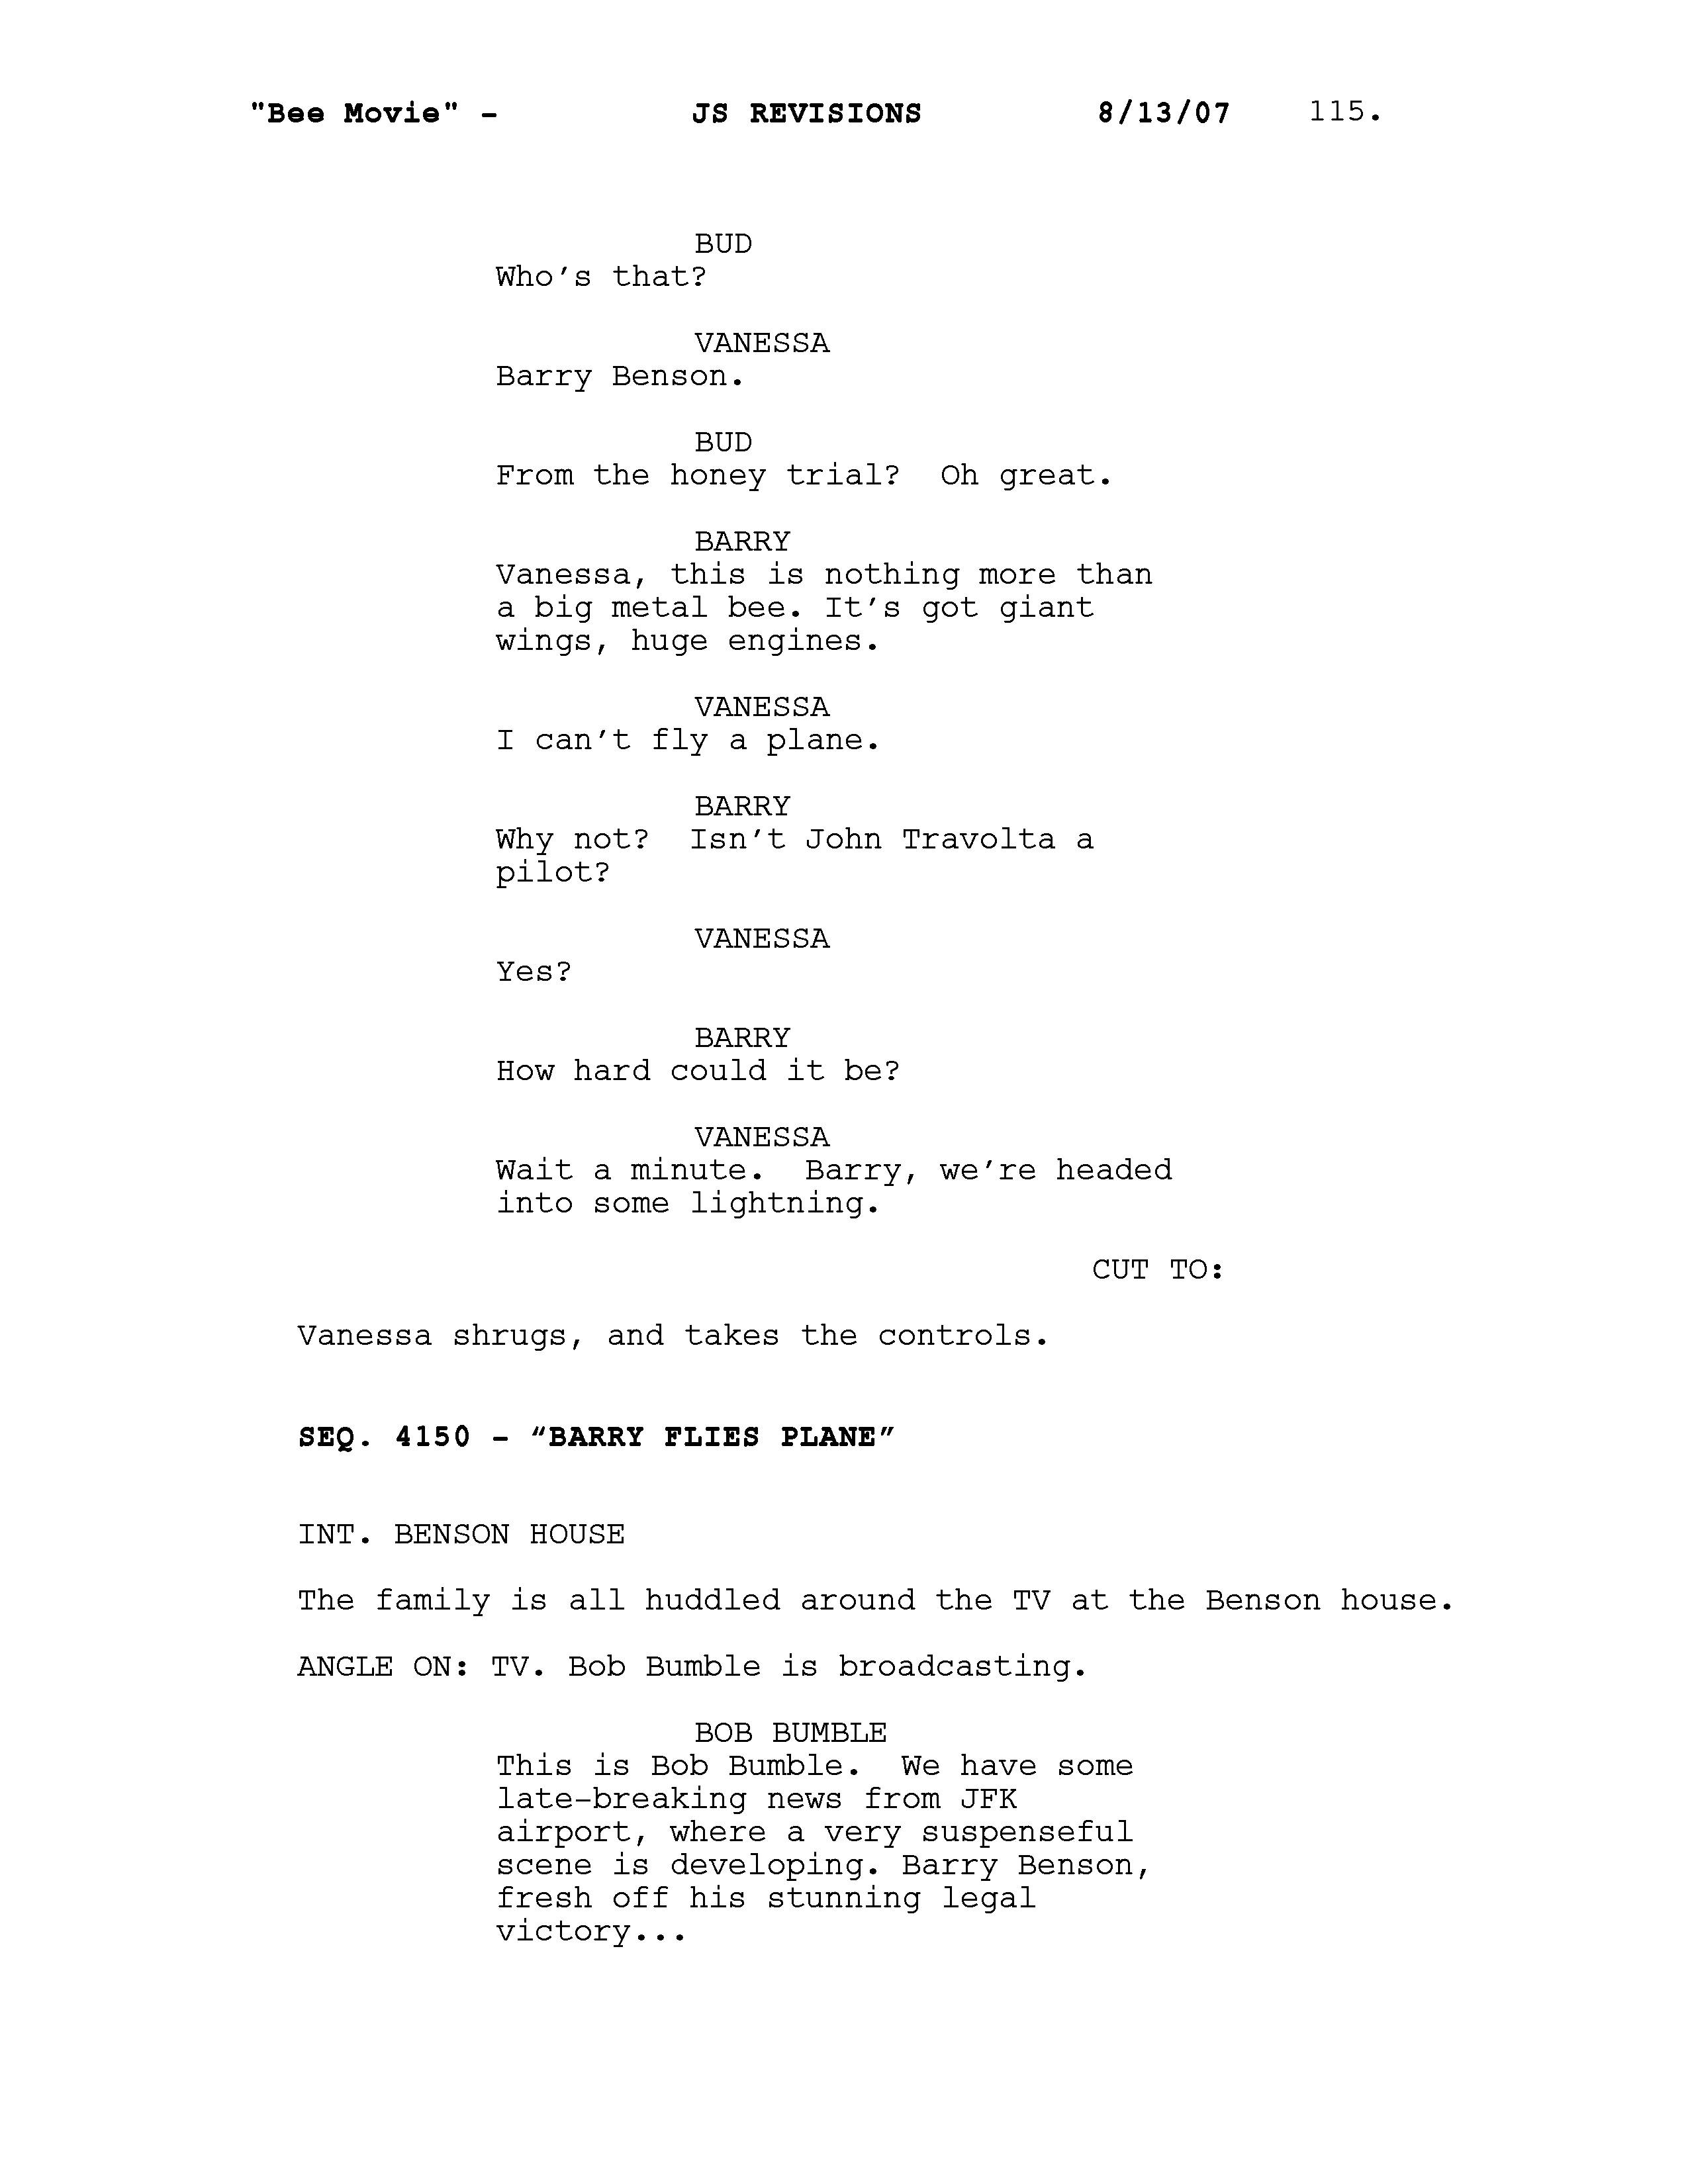 "Bee Movie" - JS REVISIONS 8/13/07 115.
BUD
Who’s that?
VANESSA
Barry Benson.
BUD
From the honey trial?  Oh great.
BARRY
Vanessa, this is nothing more than
a big metal bee. It’s got giant
wings, huge engines.
VANESSA
I can’t fly a plane.
BARRY
Why not?  Isn’t John Travolta a
pilot?
VANESSA
Yes?
BARRY
How hard could it be?
VANESSA
Wait a minute.  Barry, we’re headed
into some lightning.
CUT TO:
Vanessa shrugs, and takes the controls.
SEQ. 4150 - “BARRY FLIES PLANE”
INT. BENSON HOUSE
The family is all huddled around the TV at the Benson house.
ANGLE ON: TV. Bob Bumble is broadcasting.
BOB BUMBLE
This is Bob Bumble.  We have some
late-breaking news from JFK
airport, where a very suspenseful
scene is developing. Barry Benson,
fresh off his stunning legal
victory...